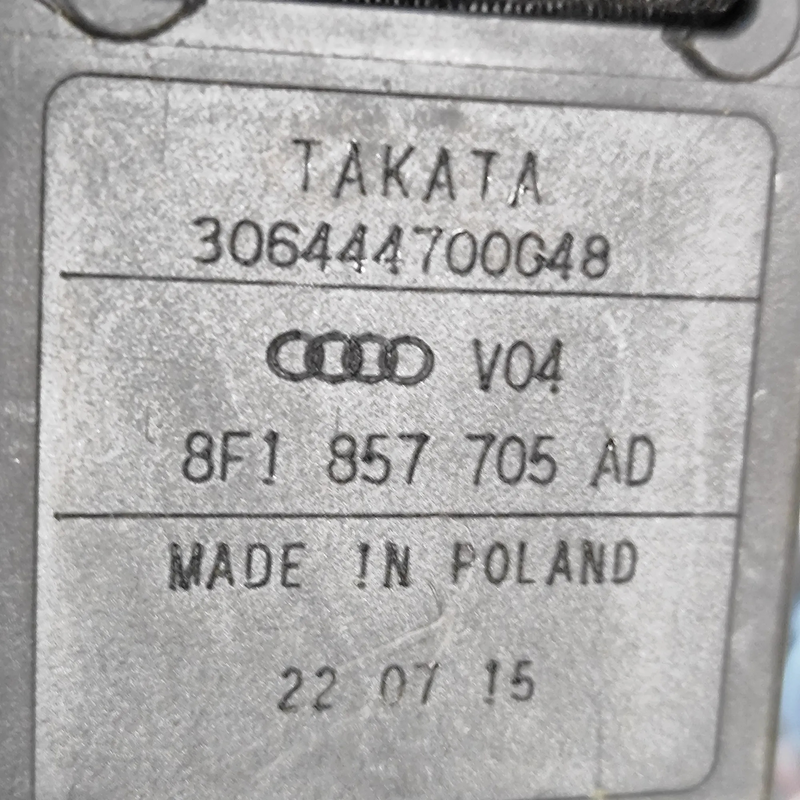 TAKATA
306444700G48
V04
8F1 857 705 AD
MADE IN POLAND
22 07 15